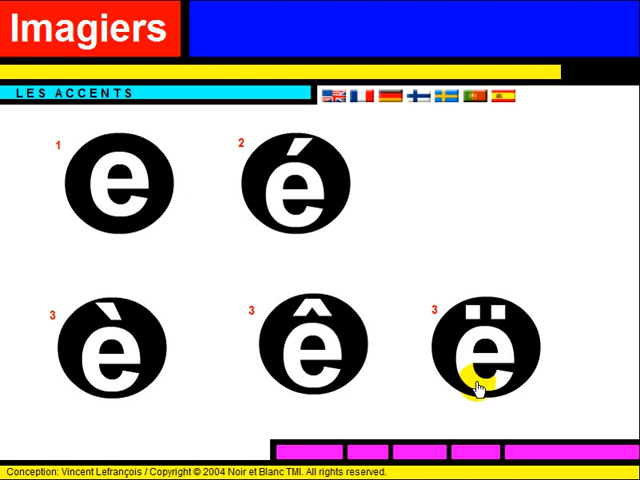 Imagiers
LES ACCENTS
1 e
2 é
3 è
3 ê
3 ë
Conception: Vincent Lefrançois / Copyright © 2004 Noir et Blanc TMI. All rights reserved.